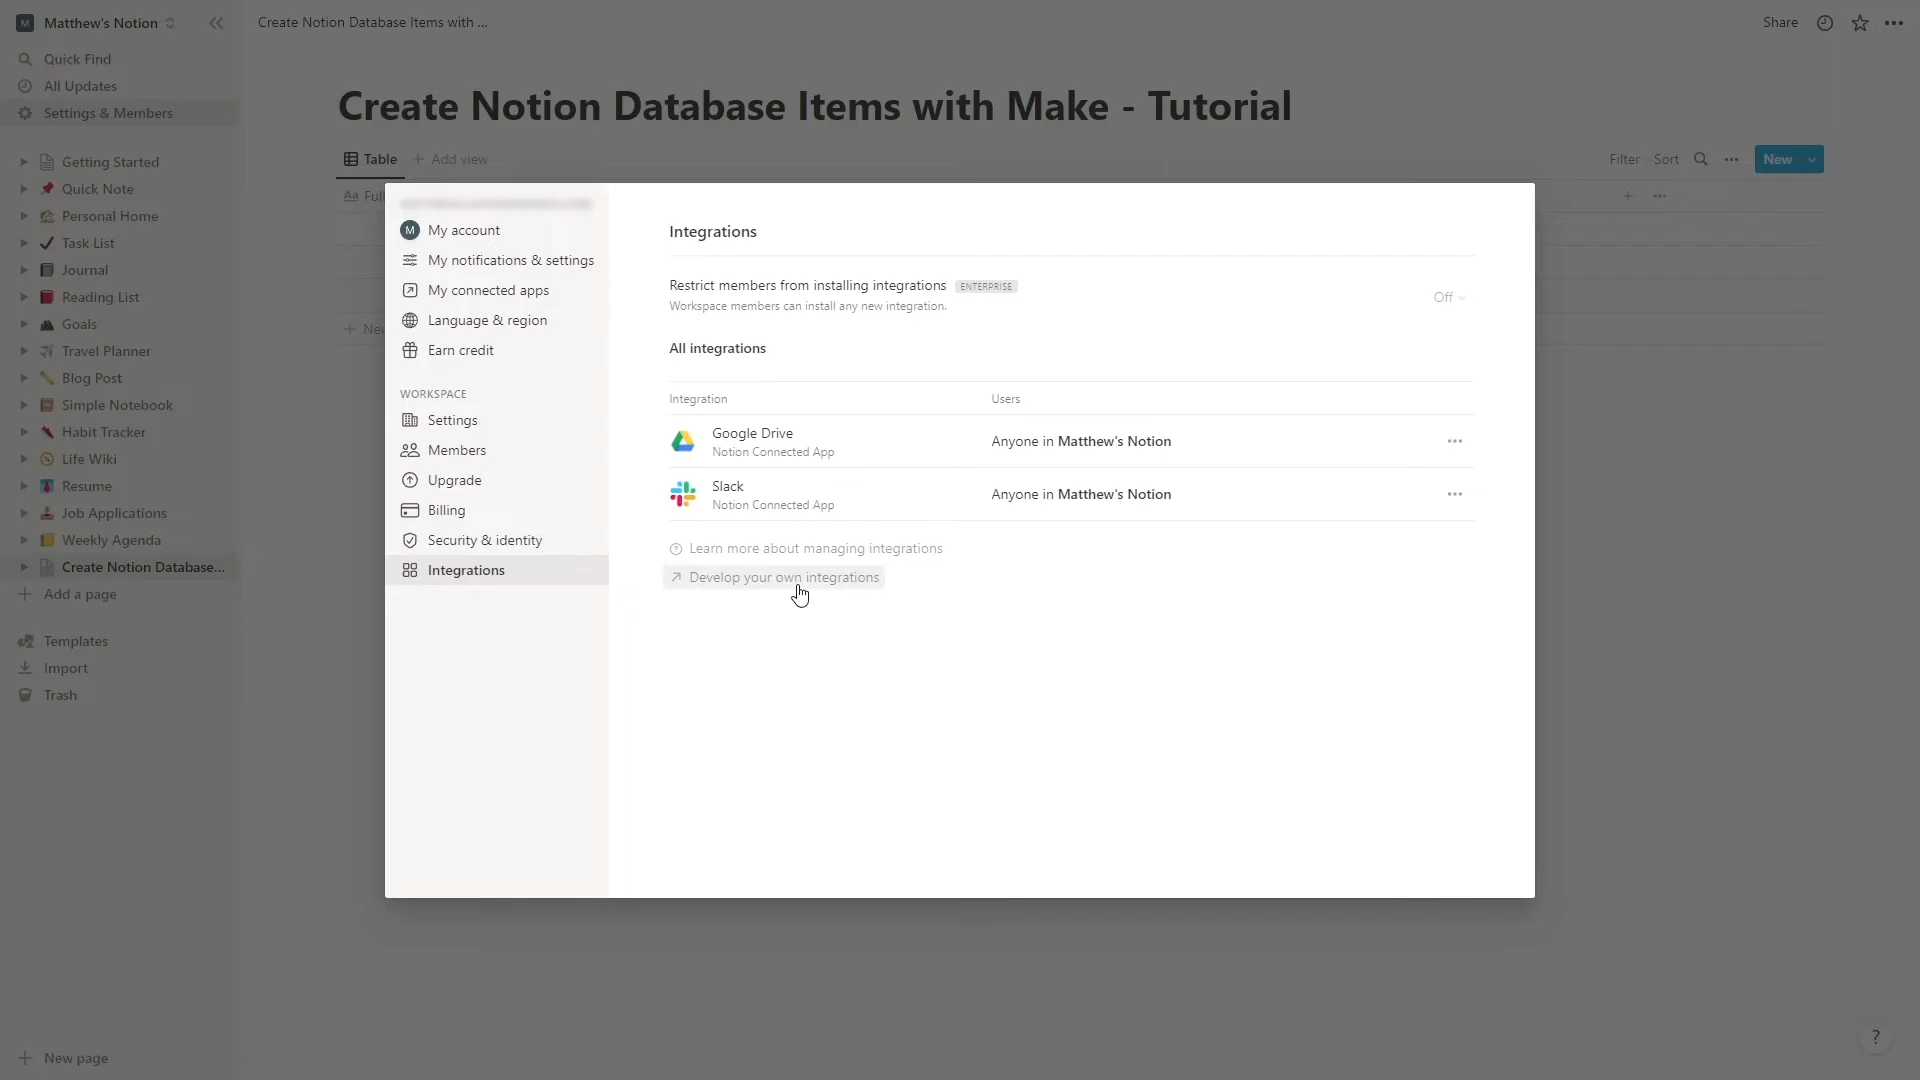 M Matthew's Notion
Create Notion Database Items with ...
Share
Quick Find
All Updates
Settings & Members
Getting Started
Quick Note
Personal Home
Task List
Journal
Reading List
Goals
Travel Planner
Blog Post
Simple Notebook
Habit Tracker
Life Wiki
Resume
Job Applications
Weekly Agenda
Create Notion Database...
Add a page
Templates
Import
Trash
New page
Create Notion Database Items with Make - Tutorial
Table
Add view
Filter
Sort
New
Aa
M My account
My notifications & settings
My connected apps
Language & region
Earn credit
WORKSPACE
Settings
Members
Upgrade
Billing
Security & identity
Integrations
Integrations
Restrict members from installing integrations ENTERPRISE
Workspace members can install any new integration.
Off
All integrations
Integration
Users
Google Drive
Notion Connected App
Anyone in Matthew's Notion
Slack
Notion Connected App
Anyone in Matthew's Notion
Learn more about managing integrations
Develop your own integrations
?